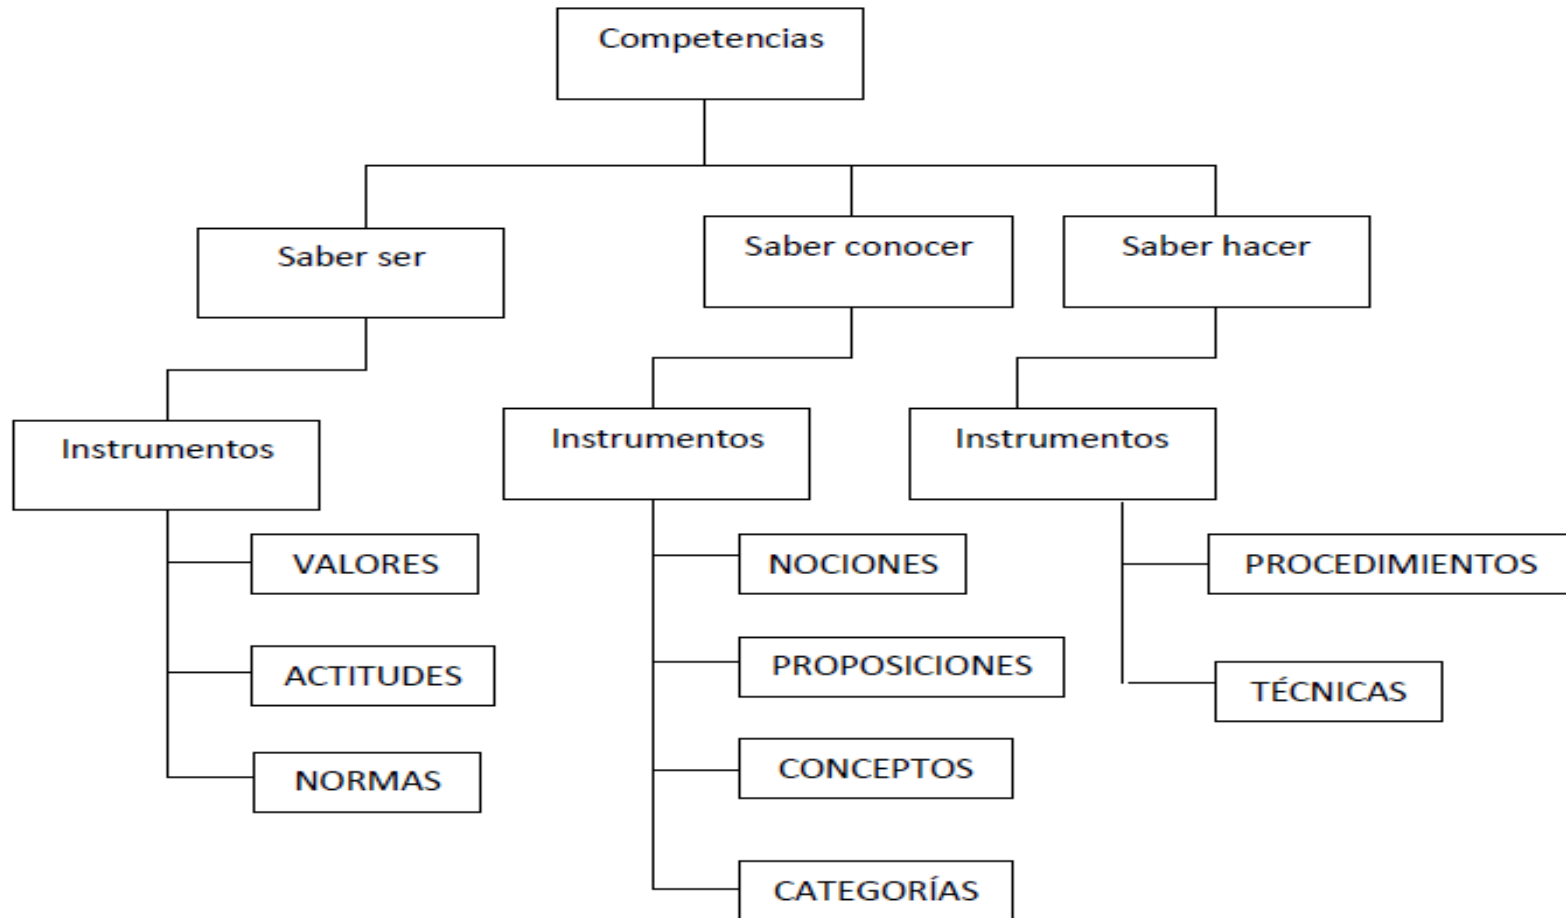 Competencias
Saber ser
Saber conocer
Saber hacer
Instrumentos
Instrumentos
Instrumentos
VALORES
NOCIONES
PROCEDIMIENTOS
ACTITUDES
PROPOSICIONES
TÉCNICAS
NORMAS
CONCEPTOS
CATEGORÍAS